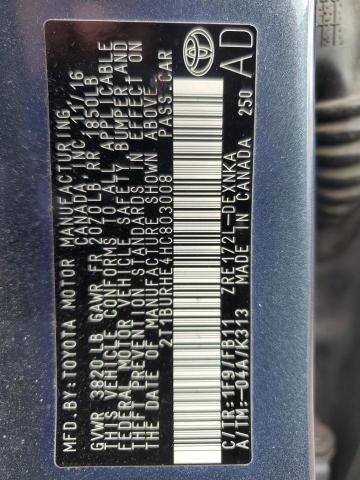 MFD. BY: TOYOTA MOTOR MANUFACTURING
CANADA, INC. 11/16
GVWR 3820LB GAWR FR 2070LB RR 1850LB
THIS VEHICLE CONFORMS TO ALL APPLICABLE
FEDERAL MOTOR VEHICLE SAFETY, BUMPER AND
THEFT PREVENTION STANDARDS IN EFFECT ON
THE DATE OF MANUFACTURE SHOWN ABOVE.
2T1BURHE4HC803008 PASS.CAR
C/TR:1F9/FB11 ZRE172L-DEXNKA
A/TM:-04A/K313 MADE IN CANADA 250
AD